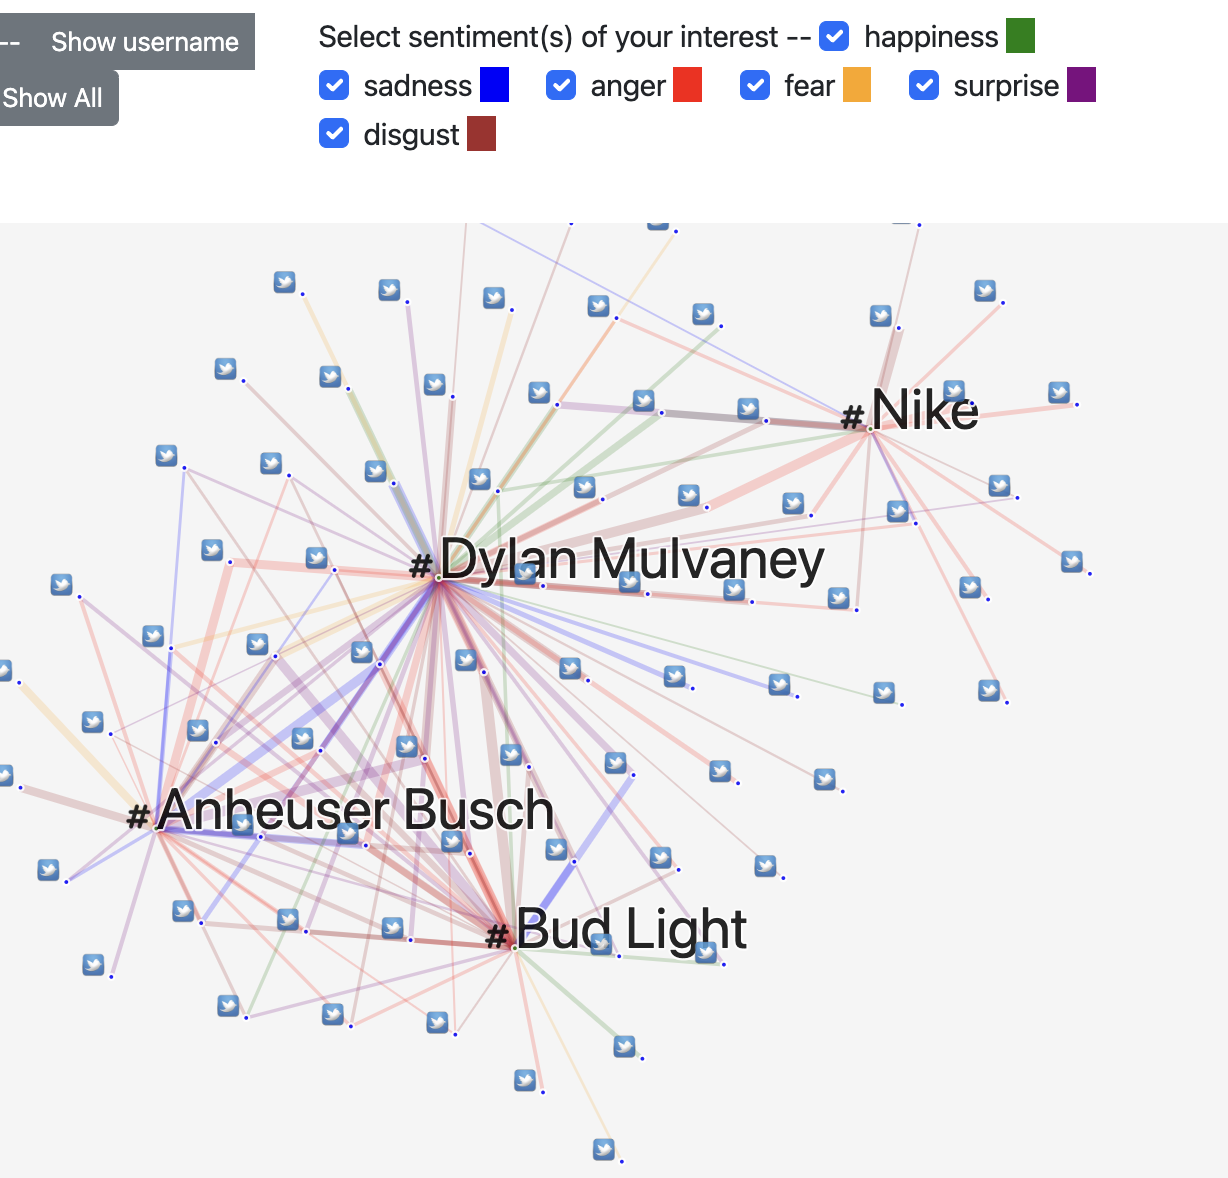 -- Show username
Show All
Select sentiment(s) of your interest -- happiness
sadness anger fear surprise
disgust
# Nike
# Dylan Mulvaney
# Anheuser Busch
# Bud Light